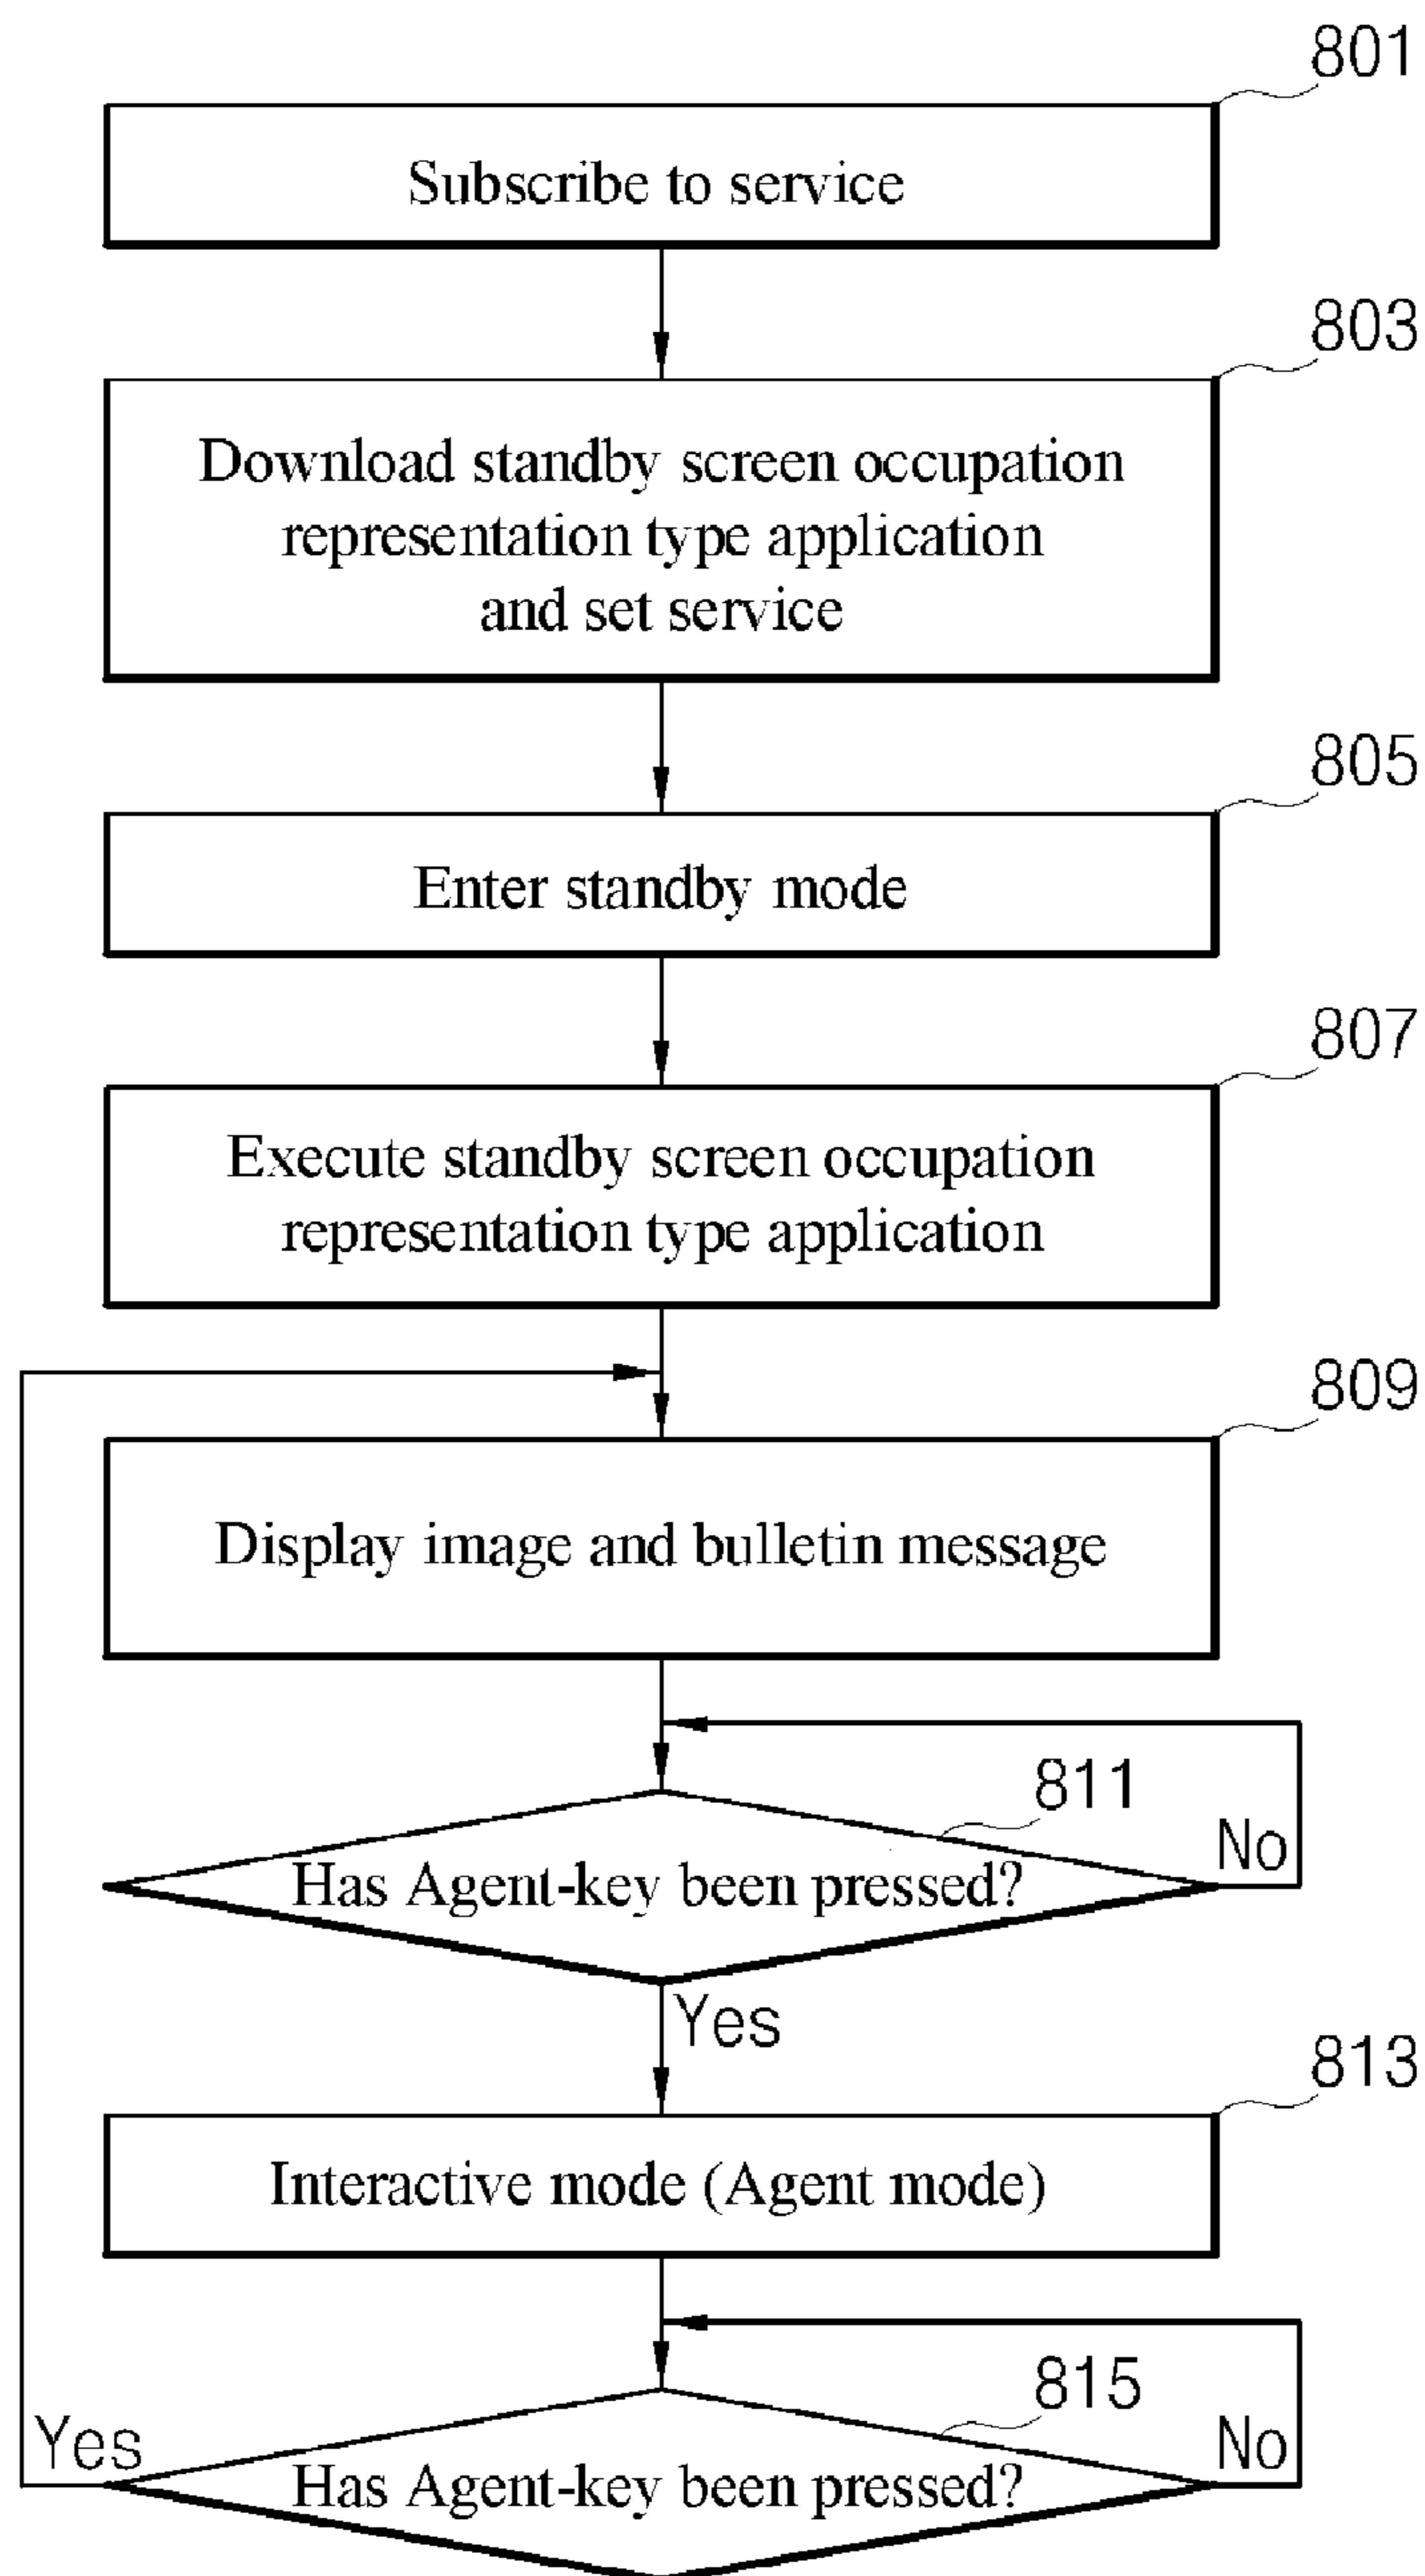 801
Subscribe to service
803
Download standby screen occupation
representation type application
and set service
805
Enter standby mode
807
Execute standby screen occupation
representation type application
809
Display image and bulletin message
811
No
Has Agent-key been pressed?
Yes
813
Interactive mode (Agent mode)
815
Yes
No
Has Agent-key been pressed?